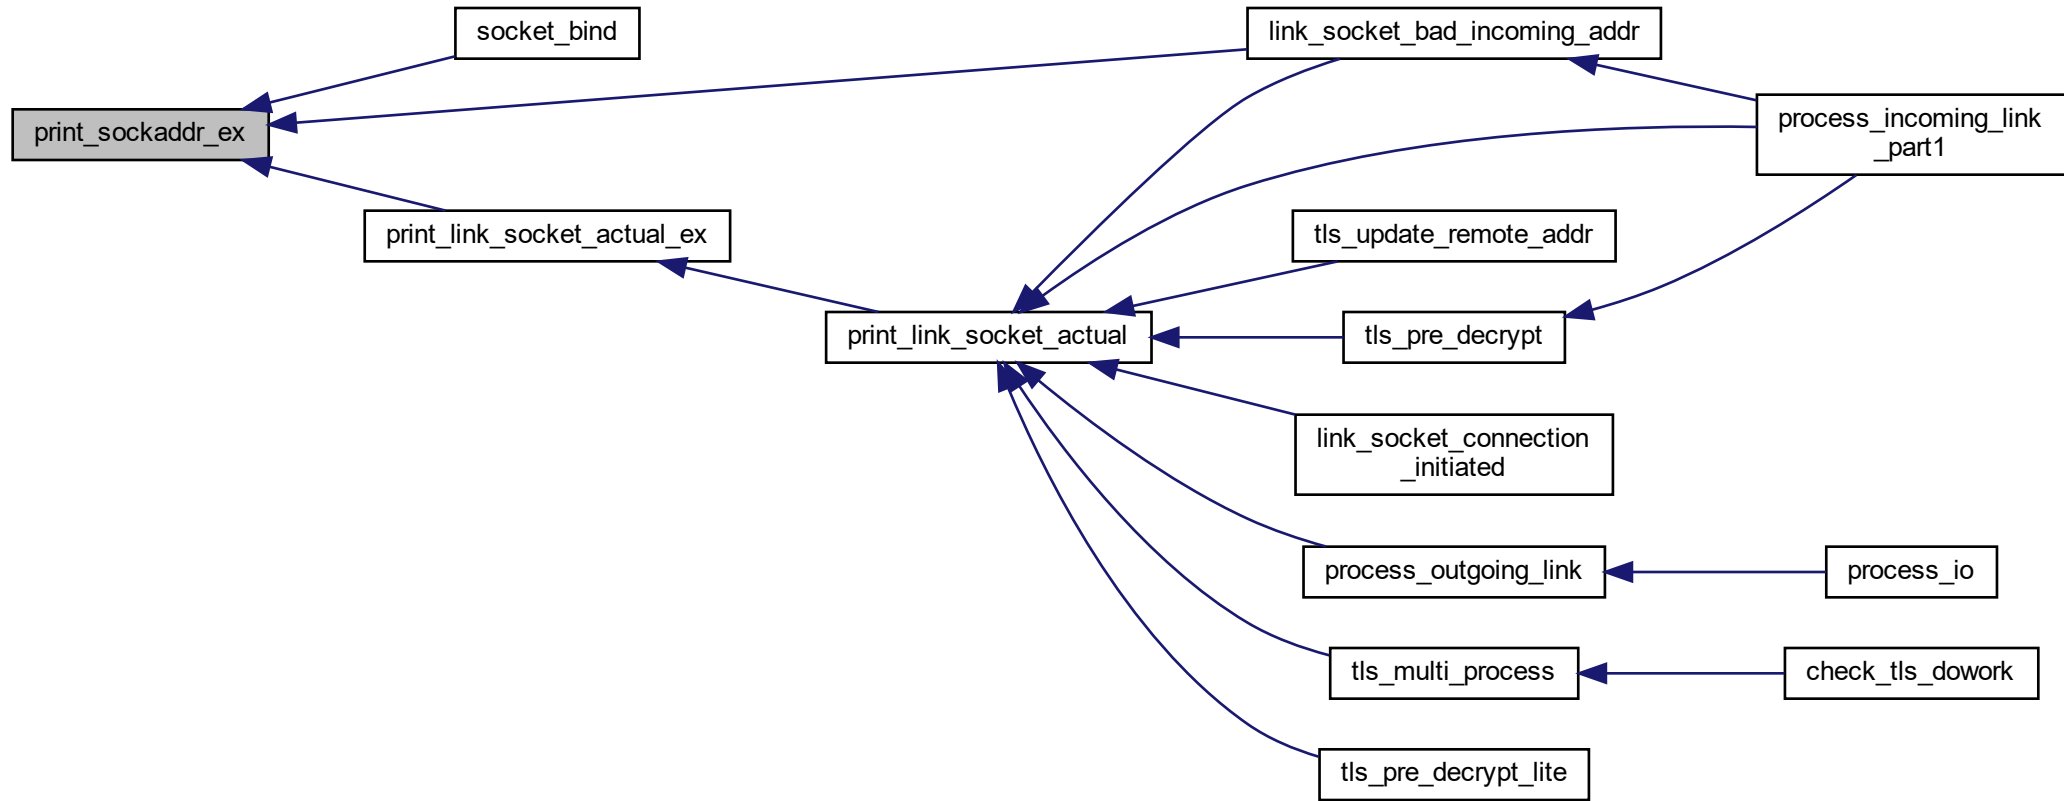 socket_bind
link_socket_bad_incoming_addr
print_sockaddr_ex
process_incoming_link
_part1
print_link_socket_actual_ex
tls_update_remote_addr
print_link_socket_actual
tls_pre_decrypt
link_socket_connection
_initiated
process_outgoing_link
process_io
tls_multi_process
check_tls_dowork
tls_pre_decrypt_lite